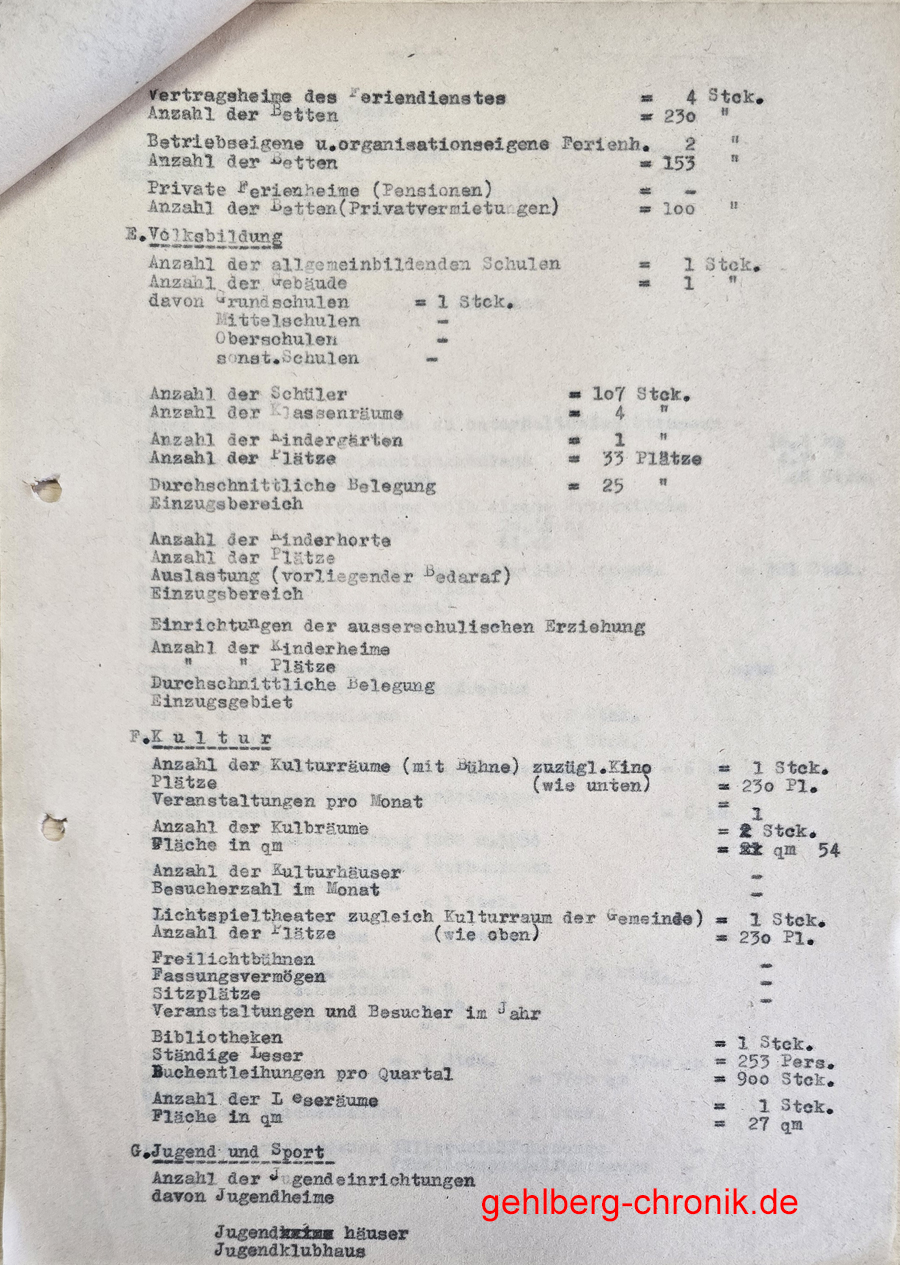 Vertragsheime des Feriendienstes = 4 Stck.
Anzahl der Betten = 230 "
Betriebseigene u.organisationseigene Ferienh. 2 "
Anzahl der Betten = 153 "
Private Ferienheime (Pensionen) = -
Anzahl der Betten(Privatvermietungen) = 100 "
E.Volksbildung
Anzahl der allgemeinbildenden Schulen = 1 Stck.
Anzahl der Gebäude = 1 "
davon Grundschulen = 1 Stck.
Mittelschulen -
Oberschulen -
sonst.Schulen -
Anzahl der Schüler = 107 Stck.
Anzahl der Klassenräume = 4 "
Anzahl der Kindergärten = 1 "
Anzahl der Plätze = 33 Plätze
Durchschnittliche Belegung = 25 "
Einzugsbereich
Anzahl der Kinderhorte
Anzahl der Plätze
Auslastung (vorliegender Bedaraf)
Einzugsbereich
Einrichtungen der ausserschulischen Erziehung
Anzahl der Kinderheime
" " Plätze
Durchschnittliche Belegung
Einzugsgebiet
F.K u l t u r
Anzahl der Kulturräume (mit Bühne) zuzügl.Kino = 1 Stck.
Plätze (wie unten) = 230 Pl.
Veranstaltungen pro Monat =
1
Anzahl der Kulbräume = 2 Stck.
Fläche in qm = qm 54
Anzahl der Kulturhäuser -
Besucherzahl im Monat -
Lichtspieltheater zugleich Kulturraum der Gemeinde) = 1 Stck.
Anzahl der Plätze (wie oben) = 230 Pl.
Freilichtbühnen -
Fassungsvermögen -
Sitzplätze -
Veranstaltungen und Besucher im Jahr
Bibliotheken = 1 Stck.
Ständige Leser = 253 Pers.
Buchentleihungen pro Quartal = 900 Stck.
Anzahl der L eseräume = 1 Stck.
Fläche in qm = 27 qm
G.Jugend und Sport
Anzahl der Jugendeinrichtungen
davon Jugendheime
Jugend häuser
Jugendklubhaus
gehlberg-chronik.de